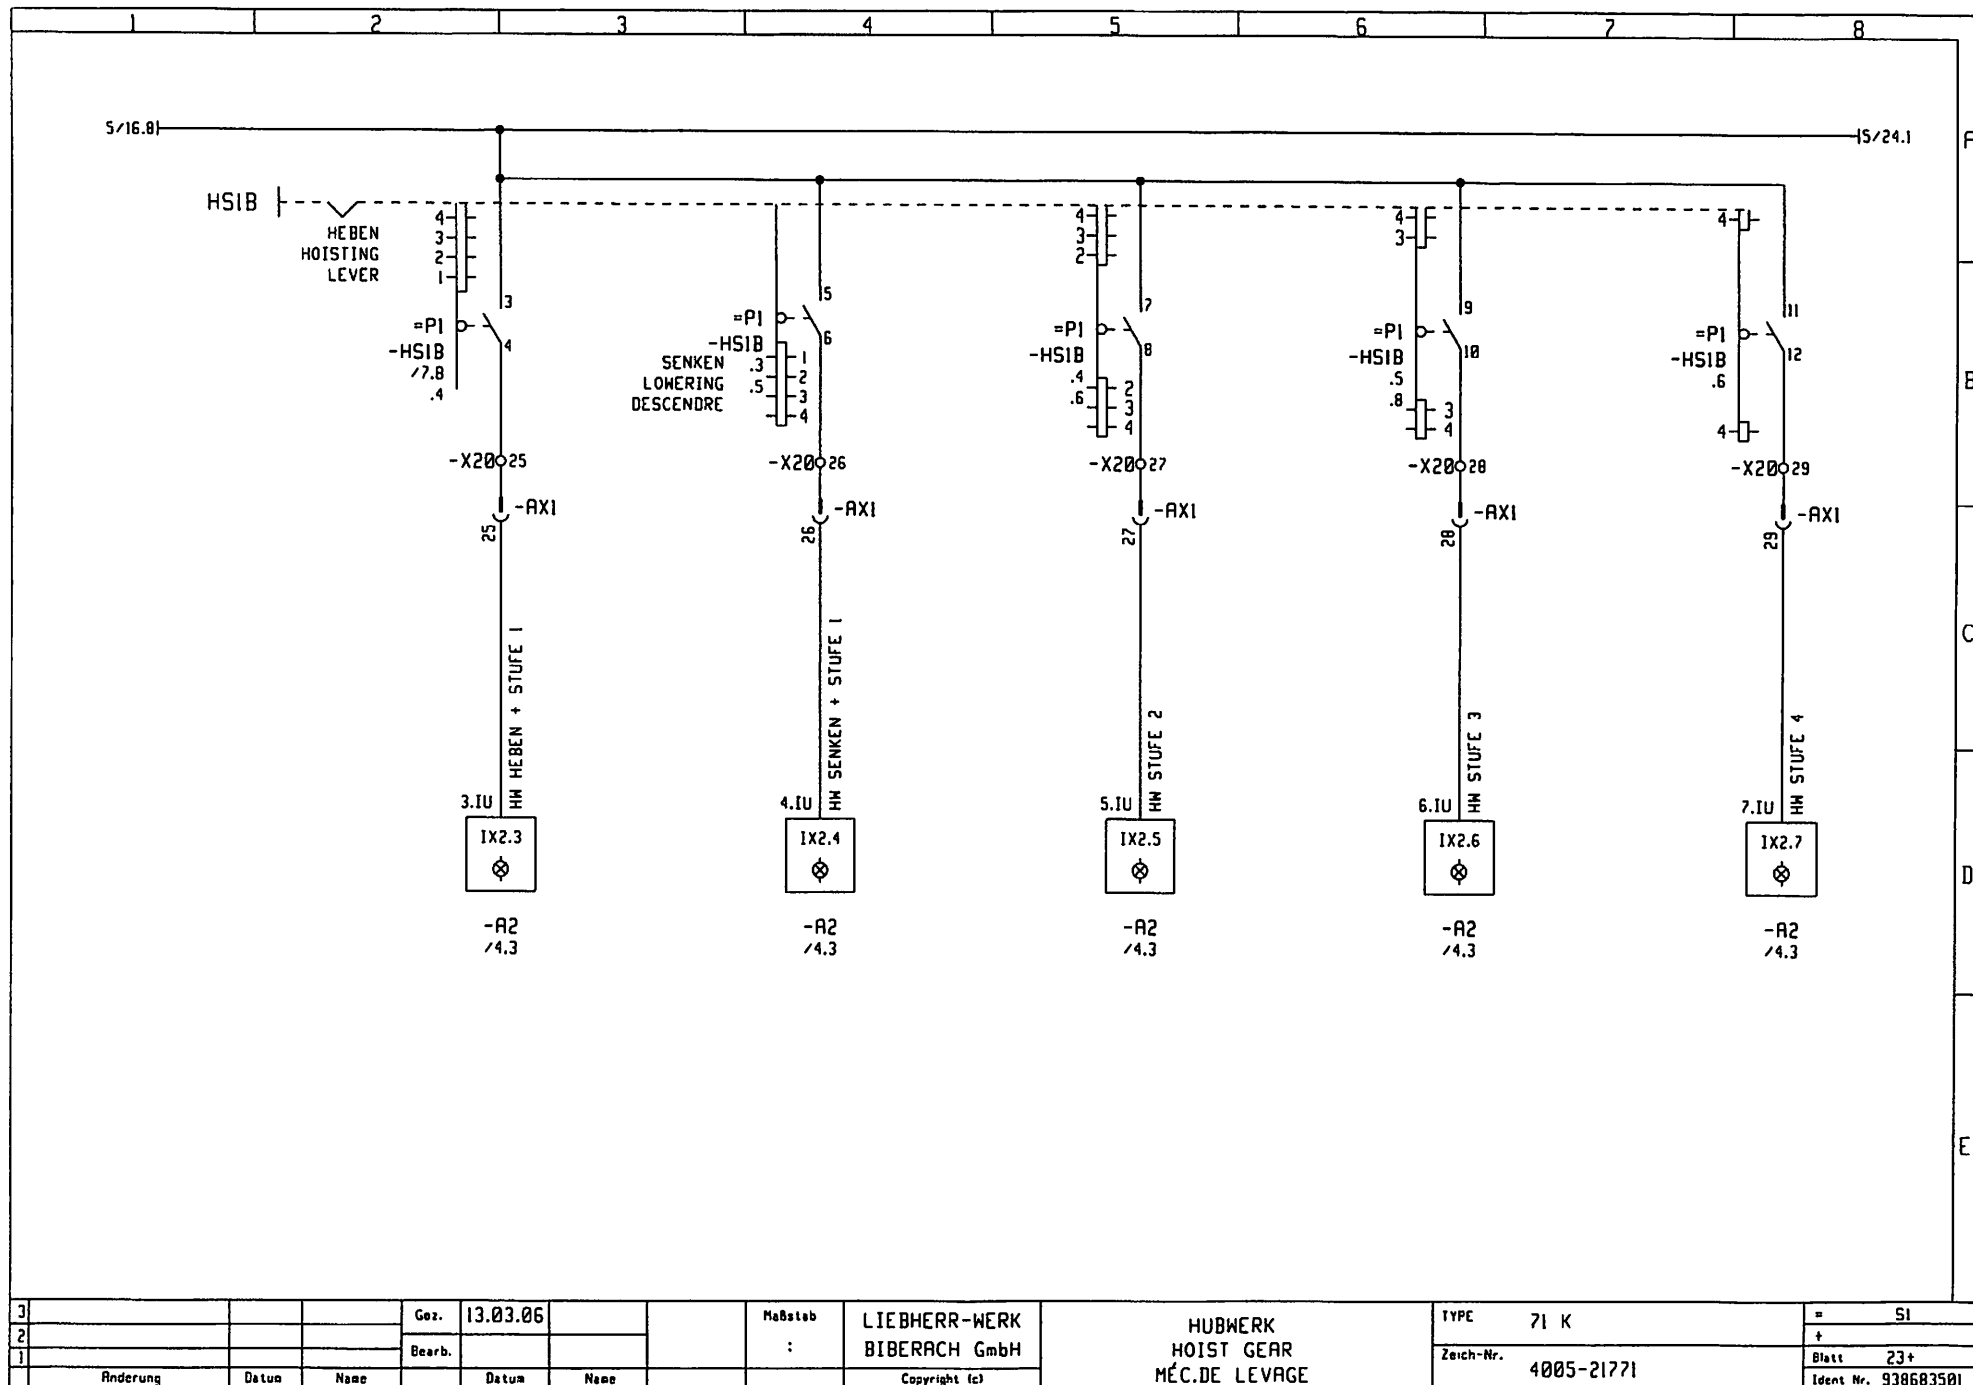 1 2 3 4 5 6 7 8
A
B
C
D
E
5/16.8
5/24.1
HS1B
HEBEN
HOISTING
LEVER
4
3
2
1
3
=P1
4
-HS1B
/7.8
.4
-X20 25
-AX1
25
HW HEBEN + STUFE 1
3.IU
IX2.3
-A2
/4.3
5
=P1
6
-HS1B
SENKEN
LOWERING
DESCENDRE
.3
.5
1
2
3
4
-X20 26
-AX1
26
HW SENKEN + STUFE 1
4.IU
IX2.4
-A2
/4.3
4
3
2
7
=P1
8
-HS1B
.4
.6
2
3
4
-X20 27
-AX1
27
HW STUFE 2
5.IU
IX2.5
-A2
/4.3
4
3
9
=P1
10
-HS1B
.5
.8
3
4
-X20 28
-AX1
28
HW STUFE 3
6.IU
IX2.6
-A2
/4.3
4
11
=P1
12
-HS1B
.6
4
-X20 29
-AX1
29
HW STUFE 4
7.IU
IX2.7
-A2
/4.3
3
2
1
Änderung Datum Name
Gez. 13.03.06
Bearb.
Datum Name
Maßstab
:
LIEBHERR-WERK
BIBERACH GmbH
Copyright (c)
HUBWERK
HOIST GEAR
MÉC.DE LEVAGE
TYPE 71 K
Zeich-Nr.
4005-21771
= S1
+
Blatt 23+
Ident Nr. 938683501